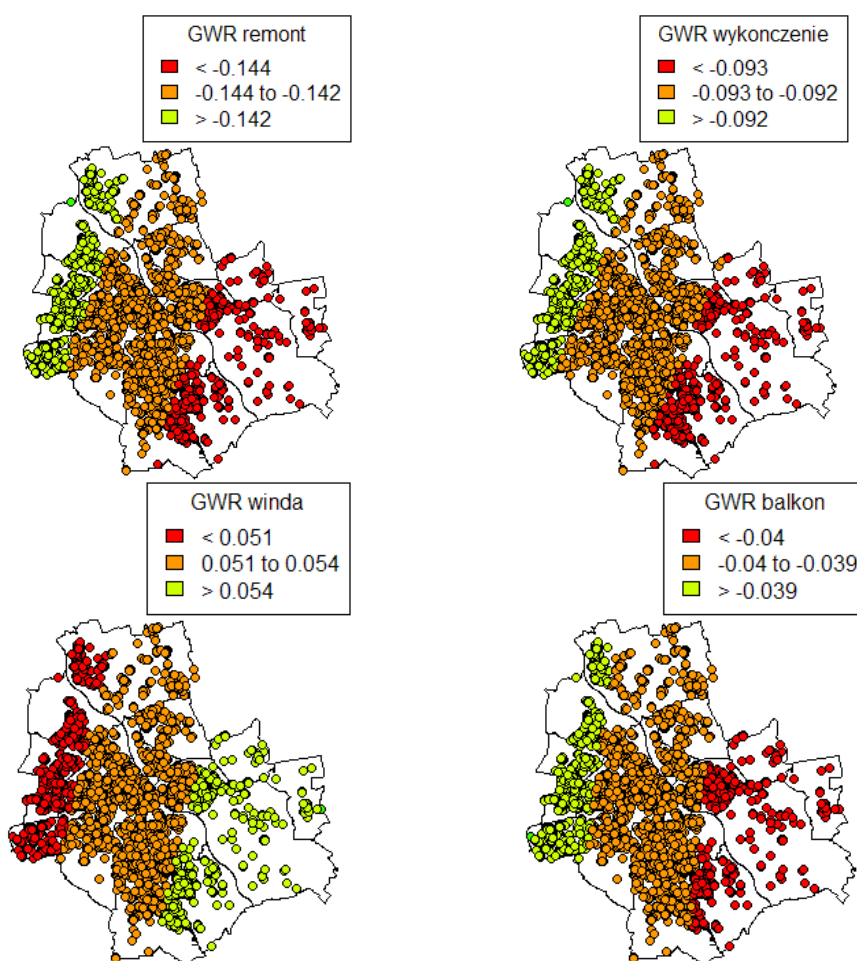 GWR remont
< -0.144
-0.144 to -0.142
> -0.142
GWR wykonczenie
< -0.093
-0.093 to -0.092
> -0.092
GWR winda
< 0.051
0.051 to 0.054
> 0.054
GWR balkon
< -0.04
-0.04 to -0.039
> -0.039